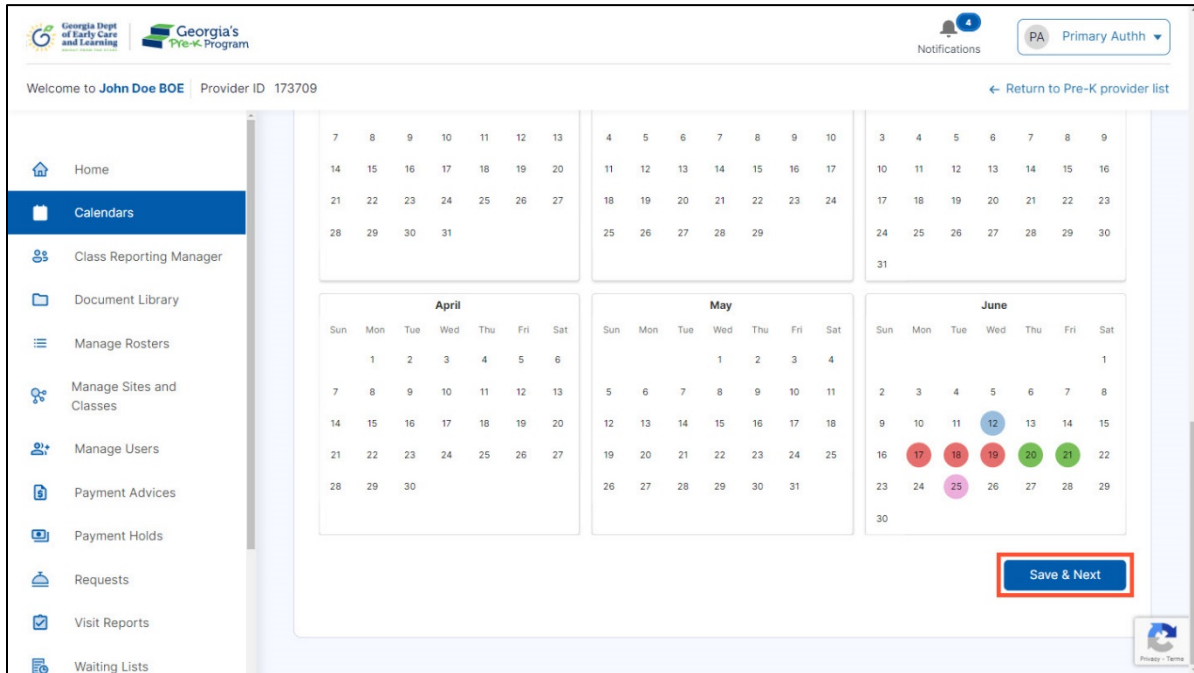 Georgia Dept
of Early Care
and Learning
Georgia's
Pre-K Program
4
Notifications
PA Primary Authh
Welcome to John Doe BOE Provider ID 173709
← Return to Pre-K provider list
Home
Calendars
Class Reporting Manager
Document Library
Manage Rosters
Manage Sites and
Classes
Manage Users
Payment Advices
Payment Holds
Requests
Visit Reports
Waiting Lists
7 8 9 10 11 12 13
14 15 16 17 18 19 20
21 22 23 24 25 26 27
28 29 30 31
4 5 6 7 8 9 10
11 12 13 14 15 16 17
18 19 20 21 22 23 24
25 26 27 28 29
3 4 5 6 7 8 9
10 11 12 13 14 15 16
17 18 19 20 21 22 23
24 25 26 27 28 29 30
31
April
Sun Mon Tue Wed Thu Fri Sat
1 2 3 4 5 6
7 8 9 10 11 12 13
14 15 16 17 18 19 20
21 22 23 24 25 26 27
28 29 30
May
Sun Mon Tue Wed Thu Fri Sat
1 2 3 4
5 6 7 8 9 10 11
12 13 14 15 16 17 18
19 20 21 22 23 24 25
26 27 28 29 30 31
June
Sun Mon Tue Wed Thu Fri Sat
1
2 3 4 5 6 7 8
9 10 11 12 13 14 15
16 17 18 19 20 21 22
23 24 25 26 27 28 29
30
Save & Next
Privacy - Terms